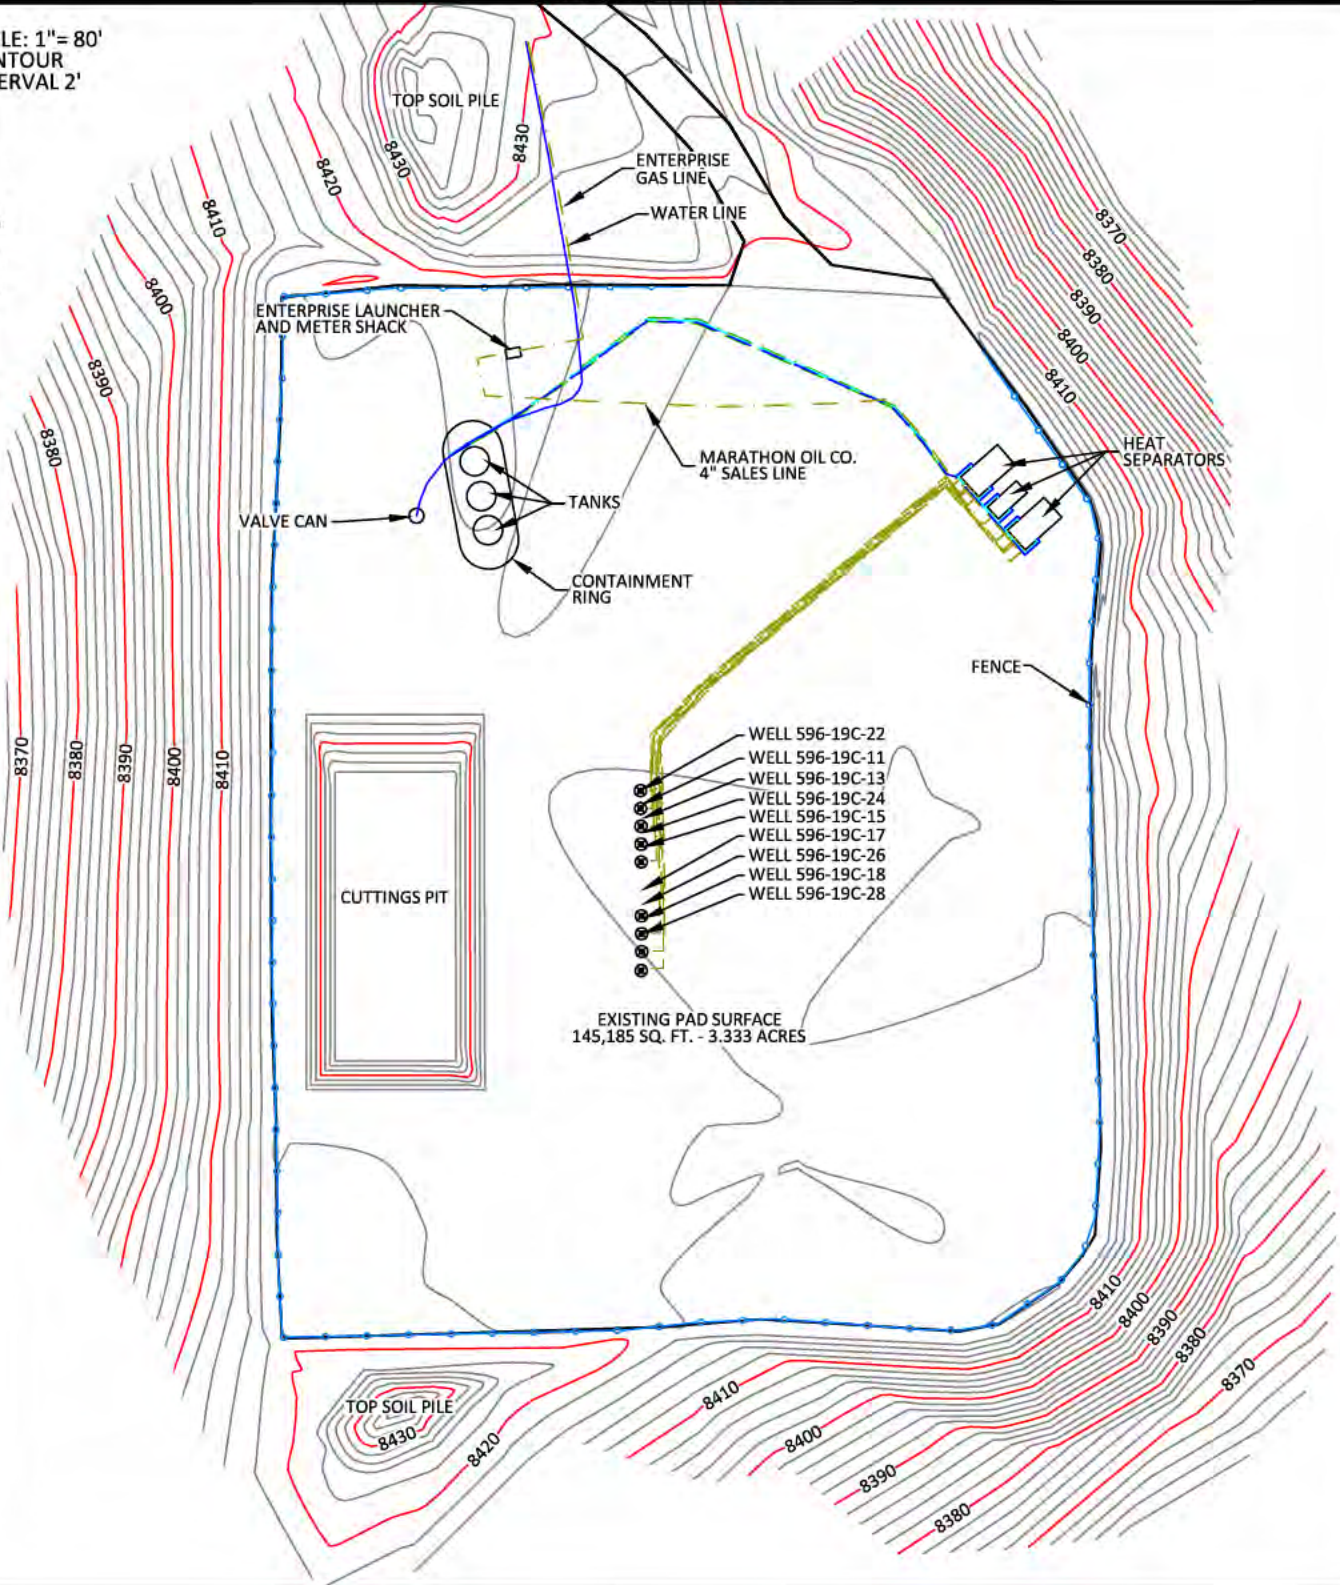 LE: 1"= 80'
NTOUR
ERVAL 2'
TOP SOIL PILE
8430
8430
8420
8410
8400
8390
8380
ENTERPRISE
GAS LINE
WATER LINE
8370
8380
8390
8400
8410
ENTERPRISE LAUNCHER
AND METER SHACK
MARATHON OIL CO.
4" SALES LINE
HEAT
SEPARATORS
TANKS
VALVE CAN
CONTAINMENT
RING
FENCE
8370
8380
8390
8400
8410
WELL 596-19C-22
WELL 596-19C-11
WELL 596-19C-13
WELL 596-19C-24
WELL 596-19C-15
WELL 596-19C-17
WELL 596-19C-26
WELL 596-19C-18
WELL 596-19C-28
CUTTINGS PIT
EXISTING PAD SURFACE
145,185 SQ. FT. - 3.333 ACRES
8410
8400
8390
8380
8370
TOP SOIL PILE
8430
8420
8410
8400
8390
8380